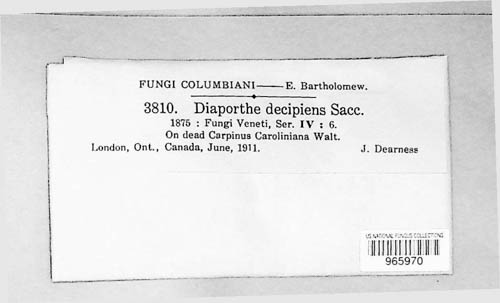 FUNGI COLUMBIANI—E. Bartholomew.
3810. Diaporthe decipiens Sacc.
1875 : Fungi Veneti, Ser. IV : 6.
On dead Carpinus Caroliniana Walt.
London, Ont., Canada, June, 1911. J. Dearness
US NATIONAL FUNGUS COLLECTIONS
965970